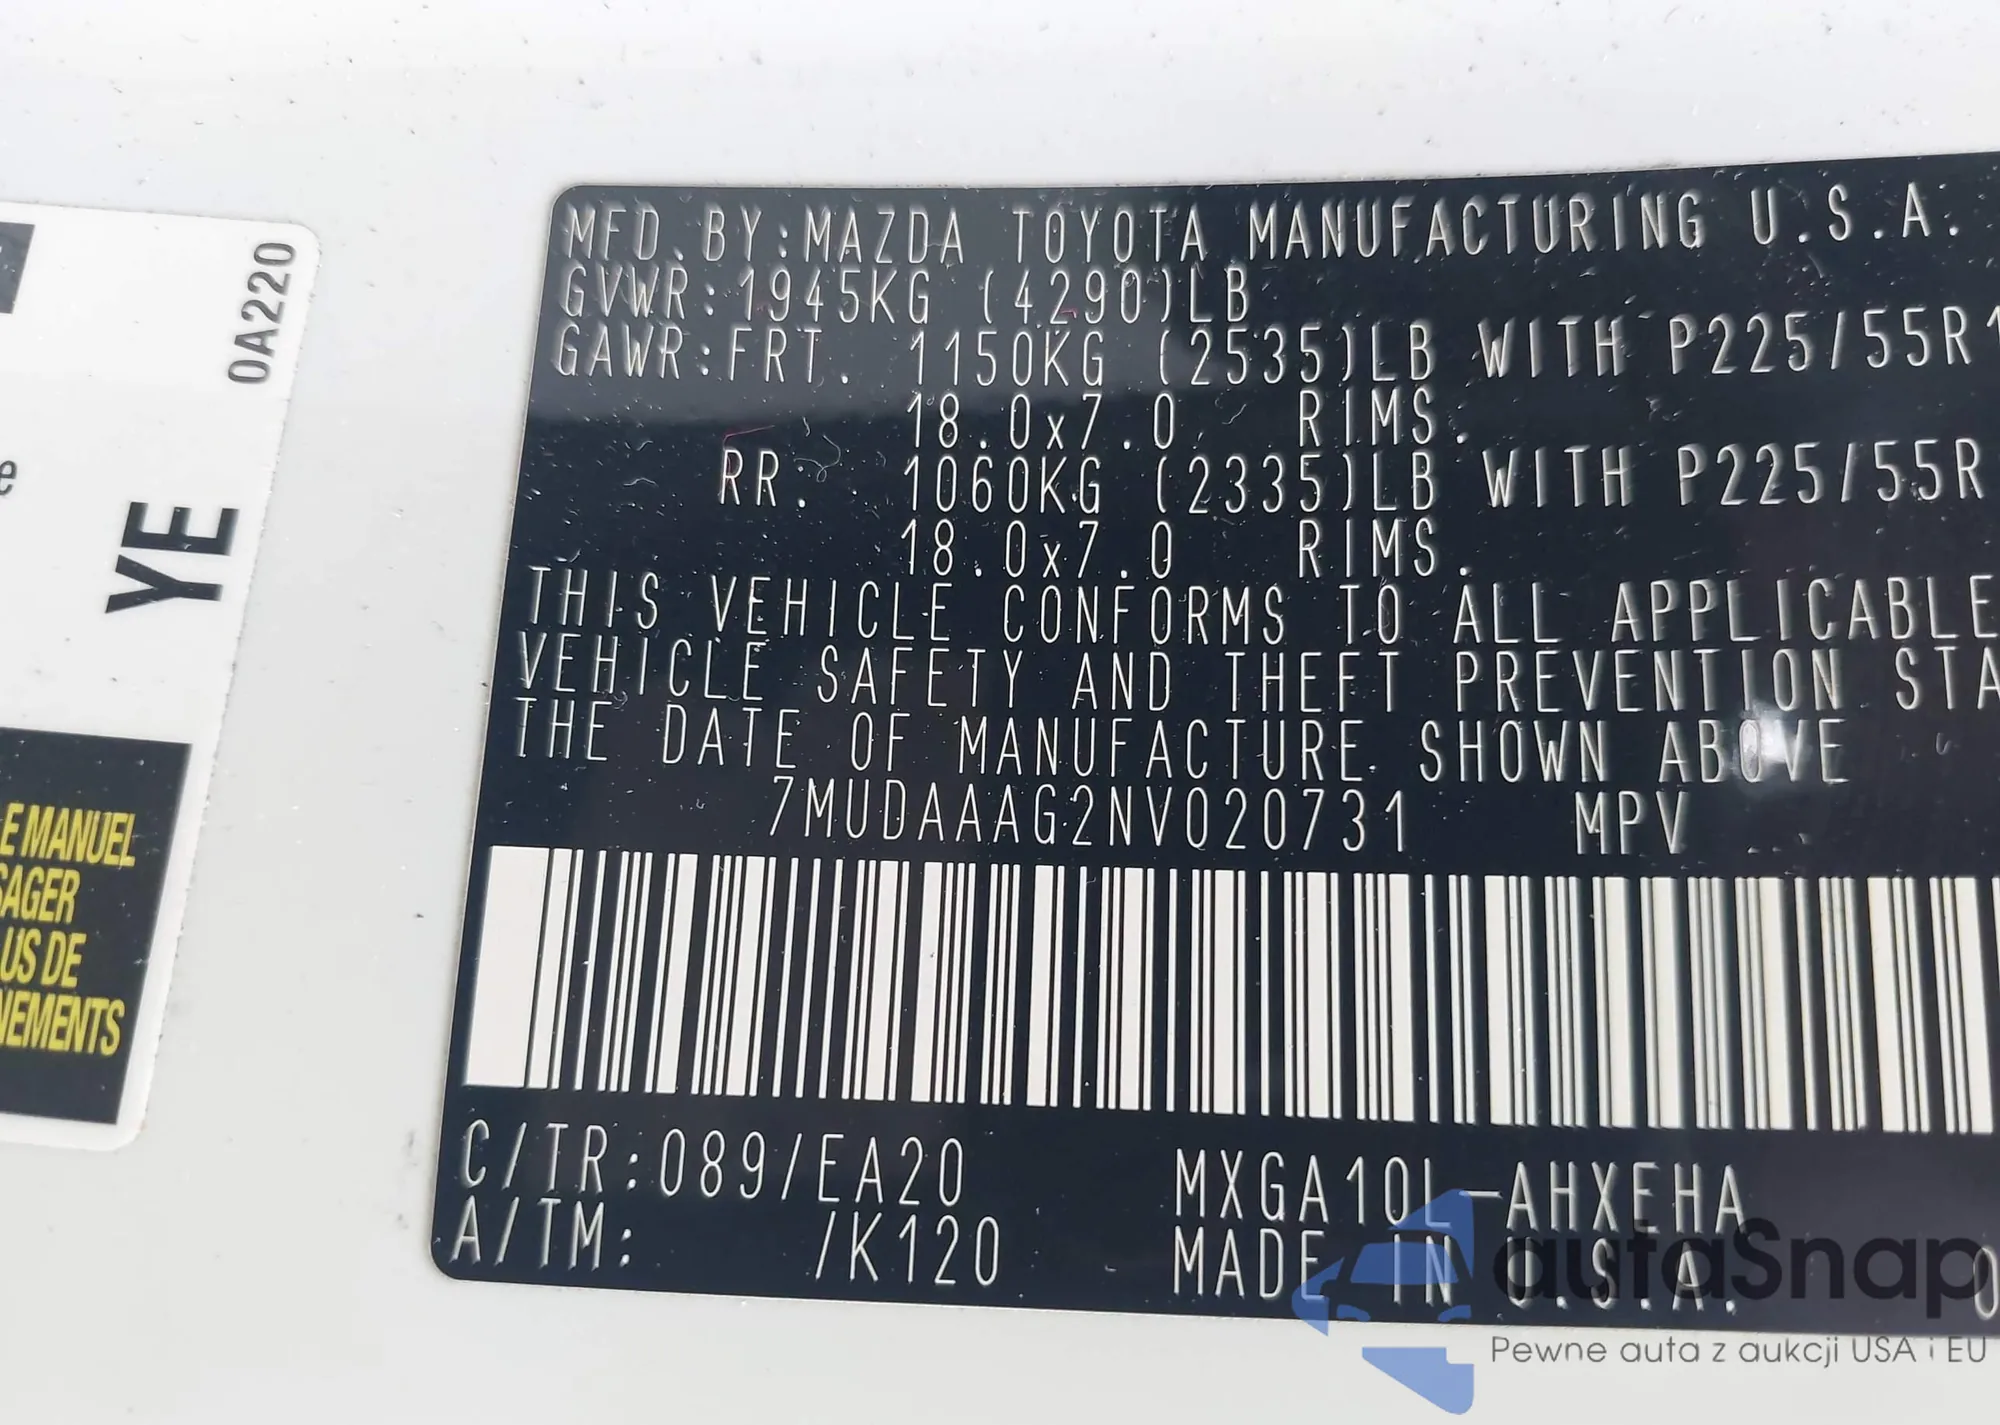 MFD.BY:MAZDA TOYOTA MANUFACTURING U.S.A.
GVWR:1945KG (4290)LB
GAWR:FRT. 1150KG (2535)LB WITH P225/55R1
18.0x7.0 RIMS.
RR. 1060KG (2335)LB WITH P225/55R
18.0x7.0 RIMS.
THIS VEHICLE CONFORMS TO ALL APPLICABLE
VEHICLE SAFETY AND THEFT PREVENTION STA
THE DATE OF MANUFACTURE SHOWN ABOVE
7MUDAAAG2NV020731 MPV
C/TR:089/EA20 MXGA10L-AHXEHA
A/TM: /K120 MADE IN U.S.A. 0
0A220
YE
e
E MANUEL
SAGER
US DE
NEMENTS
autaSnap
Pewne auta z aukcji USA i EU